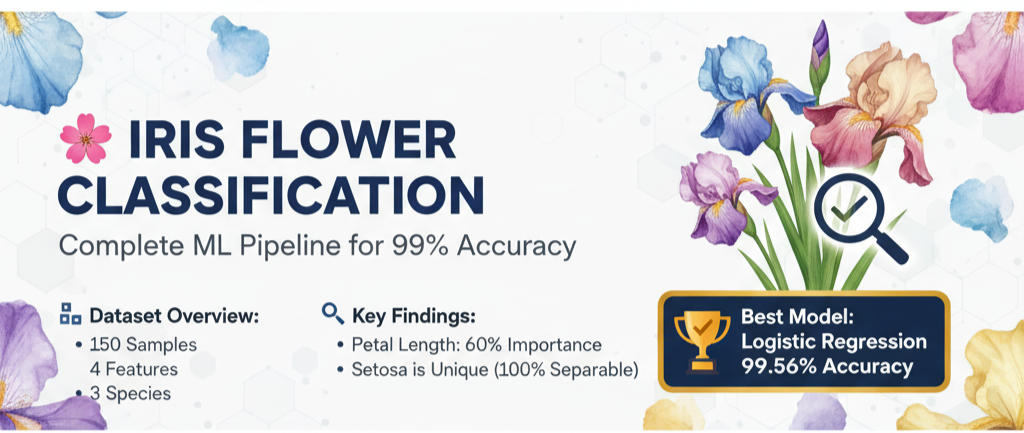 IRIS FLOWER
CLASSIFICATION
Complete ML Pipeline for 99% Accuracy
Dataset Overview:
• 150 Samples
4 Features
• 3 Species
Key Findings:
• Petal Length: 60% Importance
• Setosa is Unique (100% Separable)
Best Model:
Logistic Regression
99.56% Accuracy